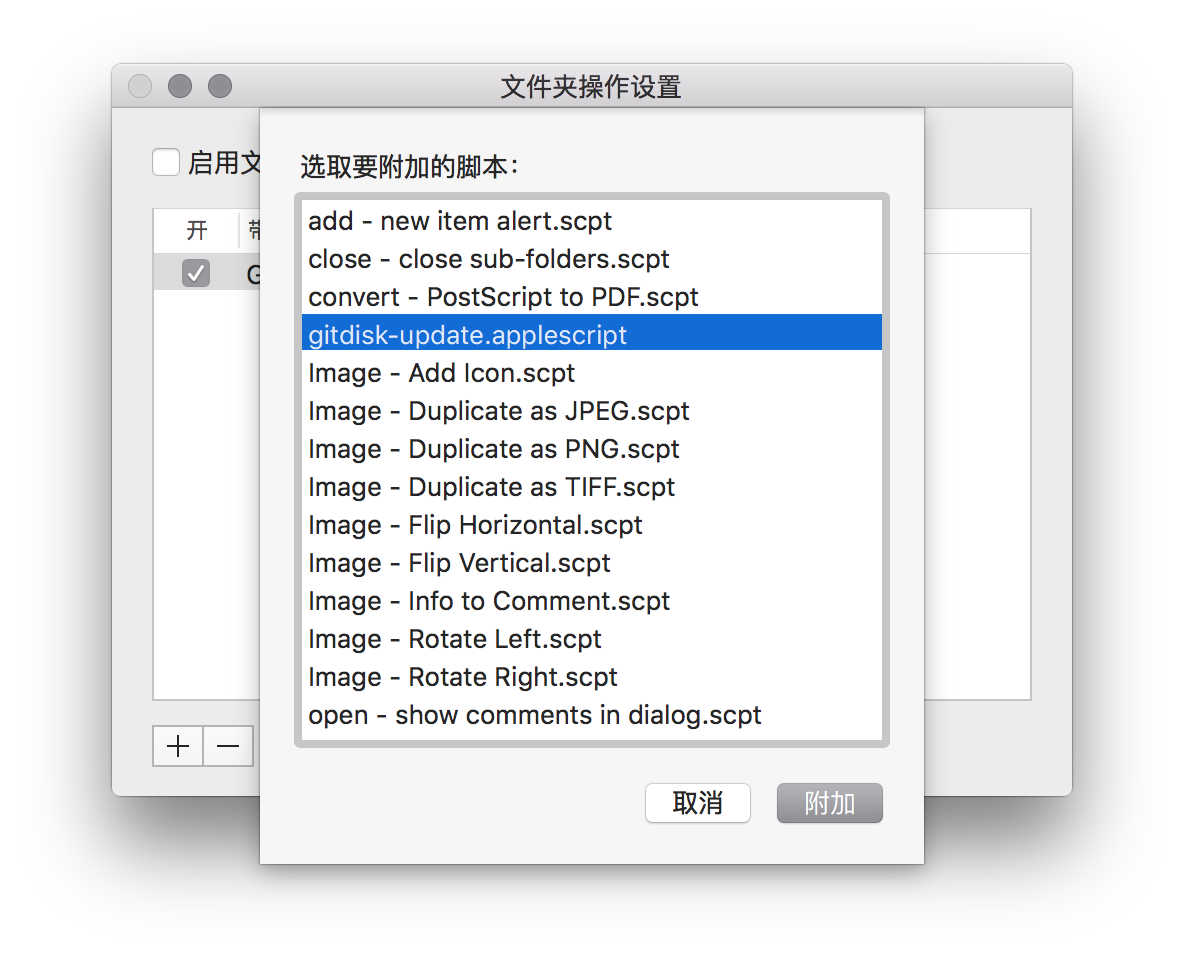 文件夹操作设置
启用文
选取要附加的脚本：
开
add - new item alert.scpt
close - close sub-folders.scpt
convert - PostScript to PDF.scpt
gitdisk-update.applescript
Image - Add Icon.scpt
Image - Duplicate as JPEG.scpt
Image - Duplicate as PNG.scpt
Image - Duplicate as TIFF.scpt
Image - Flip Horizontal.scpt
Image - Flip Vertical.scpt
Image - Info to Comment.scpt
Image - Rotate Left.scpt
Image - Rotate Right.scpt
open - show comments in dialog.scpt
取消
附加